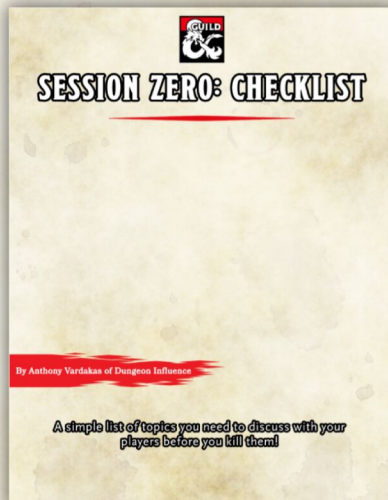 GUILD
SESSION ZERO: CHECKLIST
By Anthony Vardakas of Dungeon Influence
A simple list of topics you need to discuss with your
players before you kill them!